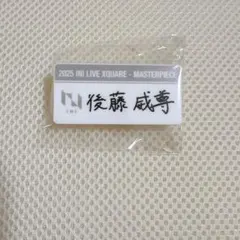 2025 INI LIVE XQUARE - MASTERPIECE
後藤 威尊